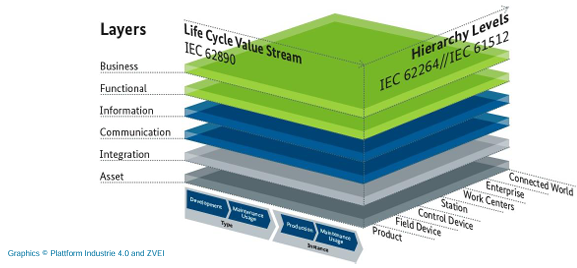 Layers
Life Cycle Value Stream
IEC 62890
Hierarchy Levels
IEC 62264//IEC 61512
Business
Functional
Information
Communication
Integration
Asset
Development
Maintenance
Usage
Type
Production
Maintenance
Usage
Instance
Connected World
Enterprise
Work Centers
Station
Control Device
Field Device
Product
Graphics © Plattform Industrie 4.0 and ZVEI